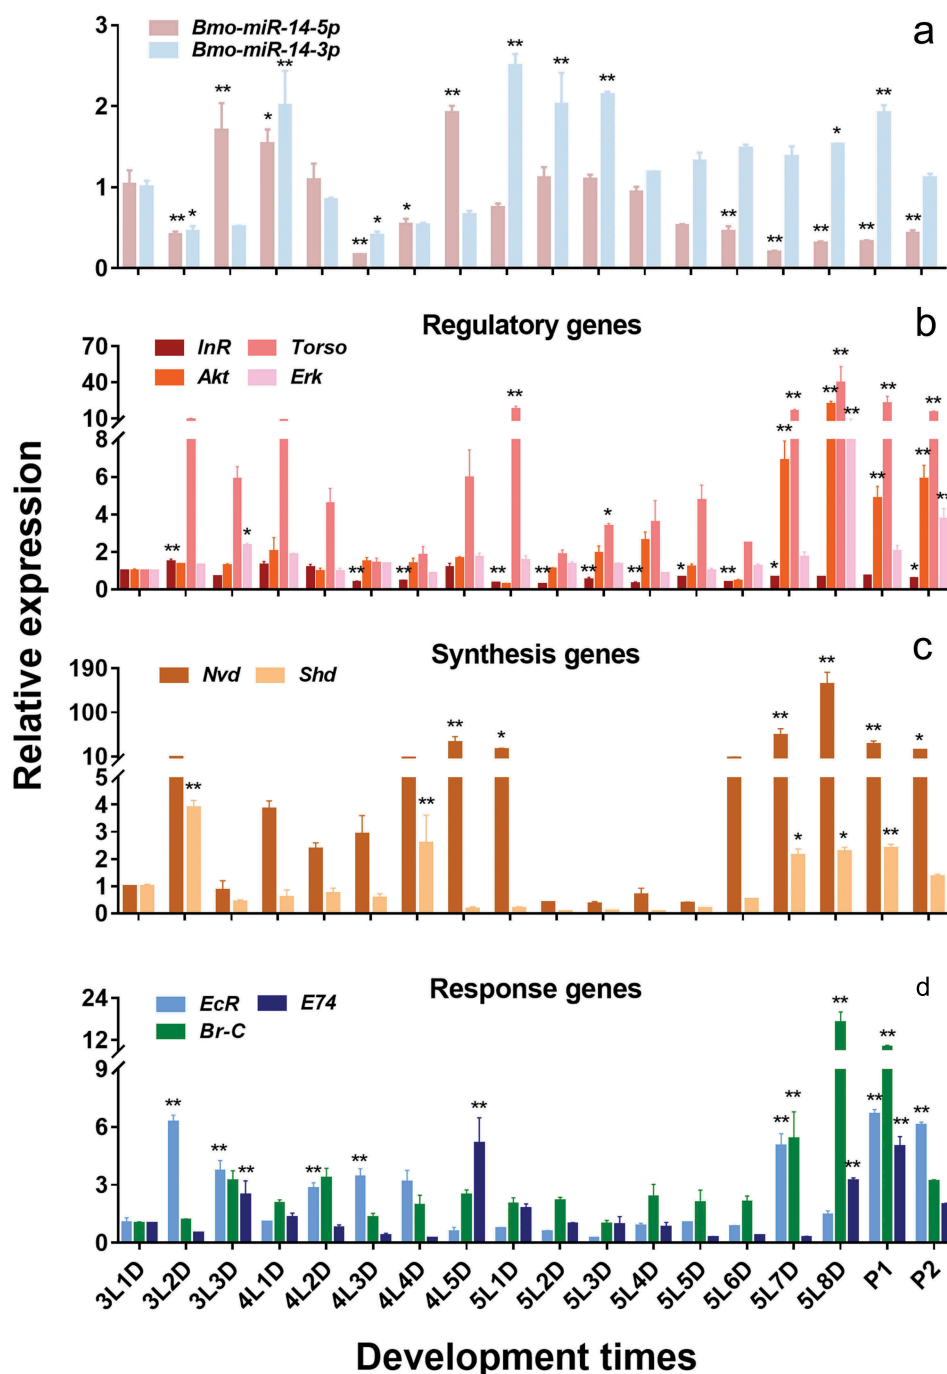 a
Bmo-miR-14-5p
Bmo-miR-14-3p
3
2
1
0
** * ** * ** ** * * ** ** ** ** ** ** * ** ** **
Regulatory genes
b
InR Torso
Akt Erk
70
40
10
8
6
4
2
0
** * ** ** ** ** ** * ** * ** * ** ** ** ** ** ** * ** ** **
Synthesis genes
c
Nvd Shd
190
100
10
5
4
3
2
1
0
** ** ** * ** * ** * ** ** *
Response genes
d
EcR E74
Br-C
24
12
9
6
3
0
** ** ** ** ** ** ** ** ** ** ** ** ** **
3L1D 3L2D 3L3D 4L1D 4L2D 4L3D 4L4D 4L5D 5L1D 5L2D 5L3D 5L4D 5L5D 5L6D 5L7D 5L8D P1 P2
Relative expression
Development times